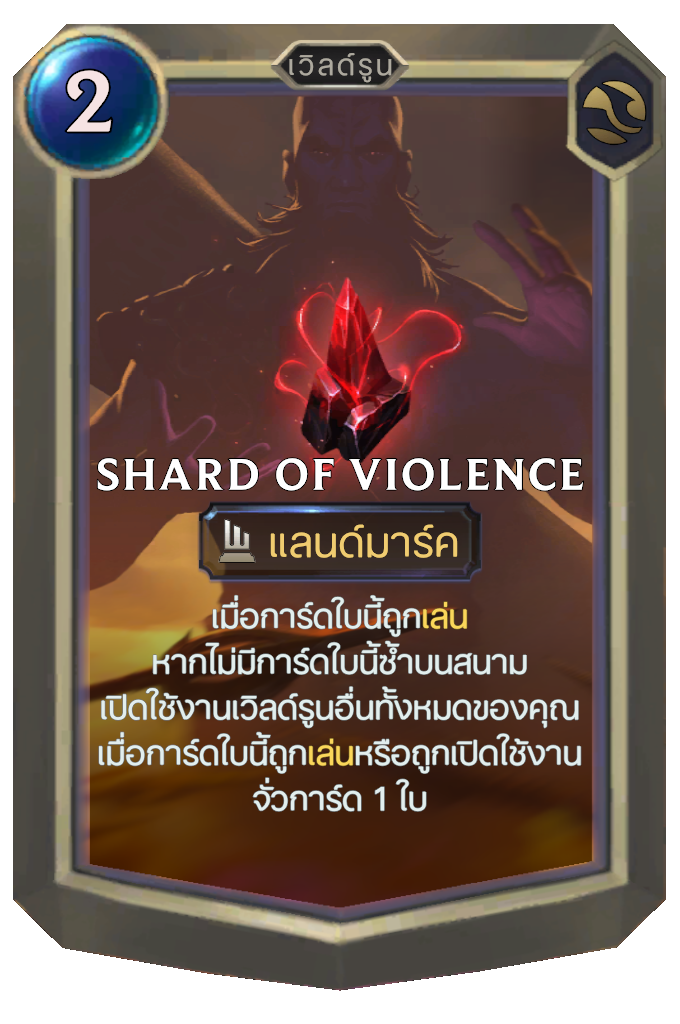 2
เวิลด์รูน
SHARD OF VIOLENCE
แลนด์มาร์ค
เมื่อการ์ดใบนี้ถูกเล่น
หากไม่มีการ์ดใบนี้ซ้ำบนสนาม
เปิดใช้งานเวิลด์รูนอื่นทั้งหมดของคุณ
เมื่อการ์ดใบนี้ถูกเล่นหรือถูกเปิดใช้งาน
จั่วการ์ด 1 ใบ